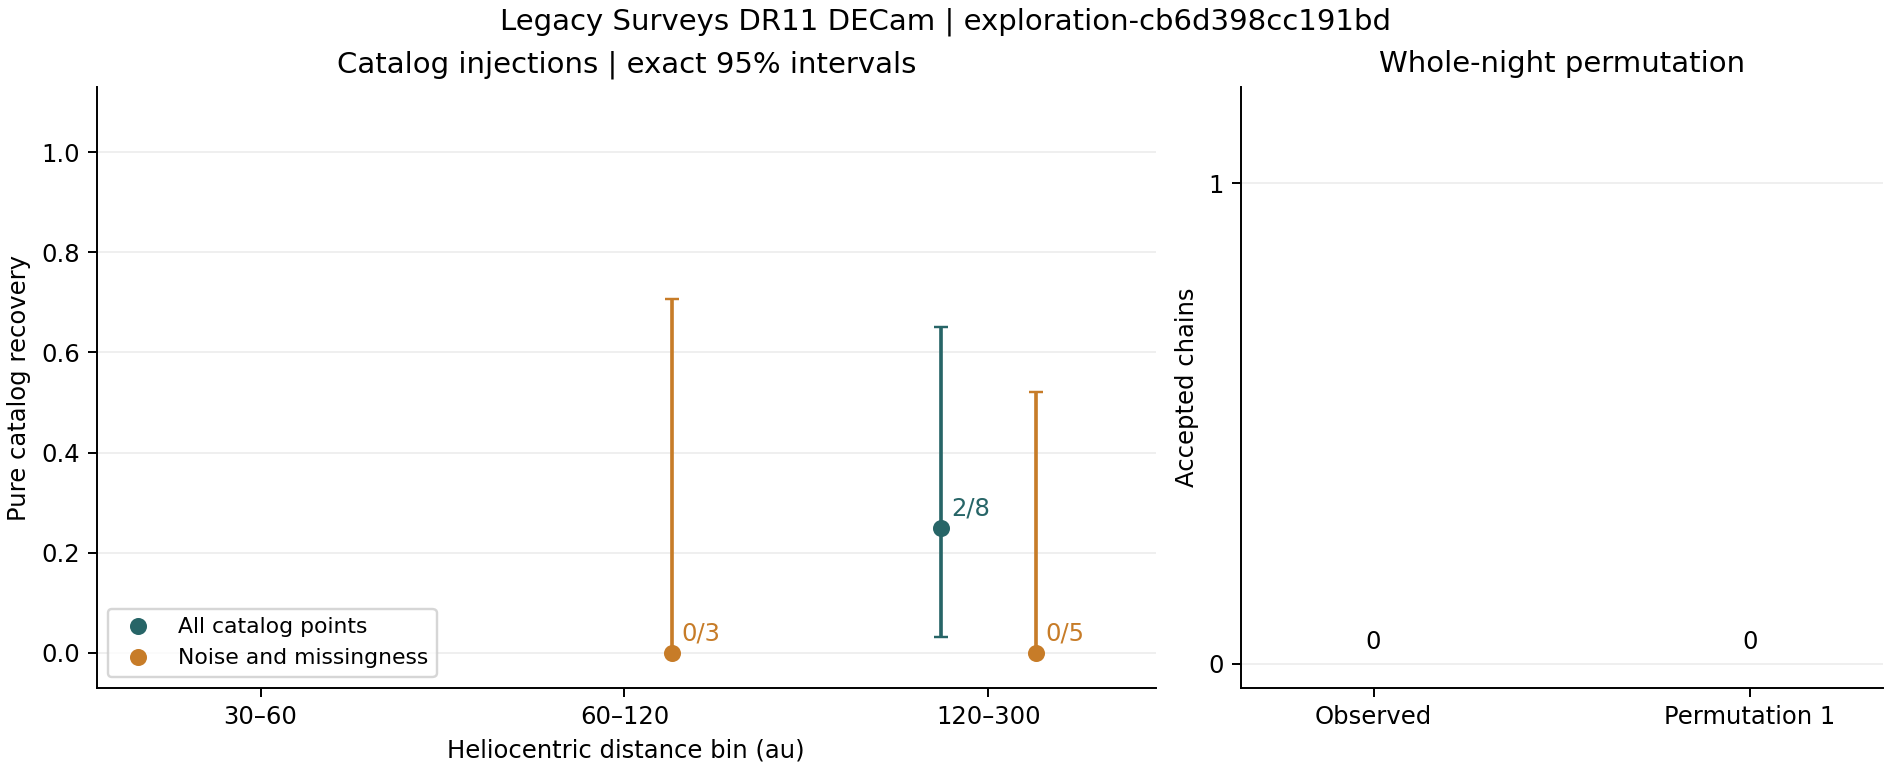 Legacy Surveys DR11 DECam | exploration-cb6d398cc191bd
Catalog injections | exact 95% intervals
Pure catalog recovery
1.0
0.8
0.6
0.4
0.2
0.0
2/8
0/3
0/5
All catalog points
Noise and missingness
30–60
60–120
120–300
Heliocentric distance bin (au)
Whole-night permutation
Accepted chains
1
0
0
0
Observed
Permutation 1